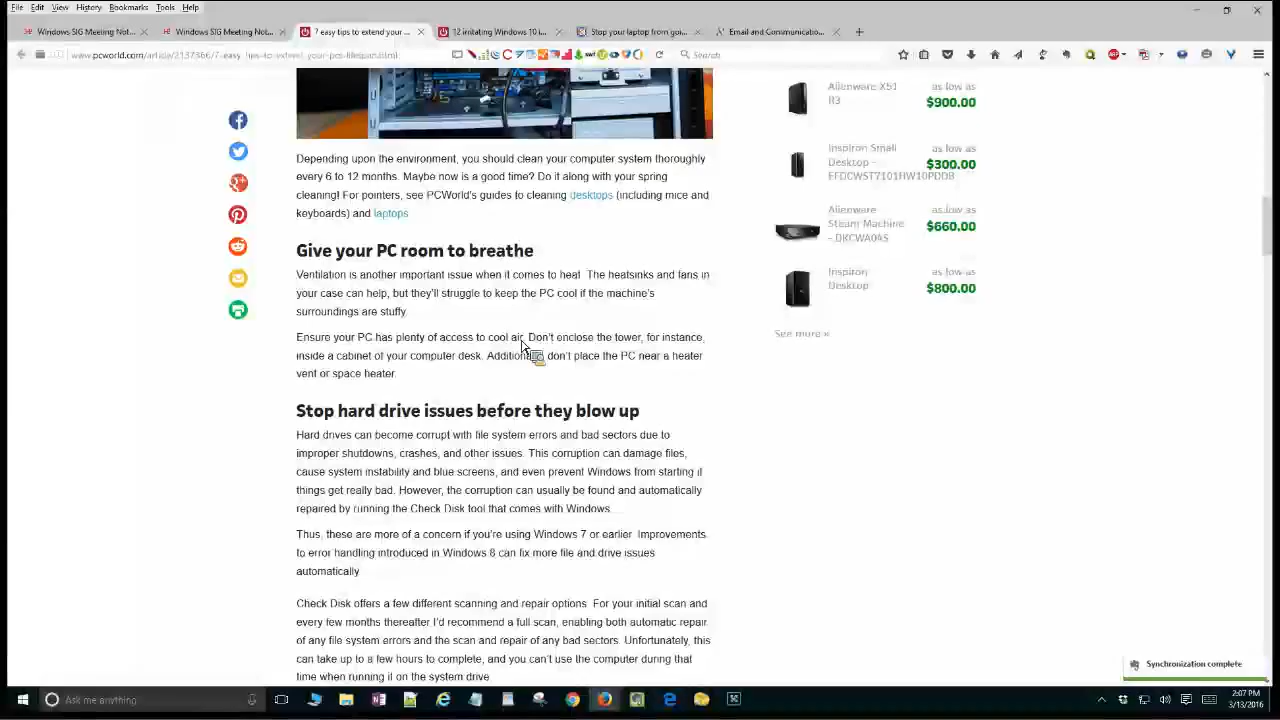 File Edit View History Bookmarks Tools Help
Windows SIG Meeting Not...
Windows SIG Meeting Not...
7 easy tips to extend your ...
12 irritating Windows 10 i...
Stop your laptop from goi...
Email and Communicatio...
www.pcworld.com/article/2137366/7-easy-tips-to-extend-your-pcs-lifespan.html
Search
Alienware X51 R3
as low as
$900.00
Inspiron Small Desktop -
as low as
$300.00
Alienware Steam Machine - DKCWA04S
as low as
$660.00
Inspiron Desktop
as low as
$800.00
See more »
Depending upon the environment, you should clean your computer system thoroughly
every 6 to 12 months. Maybe now is a good time? Do it along with your spring
cleaning! For pointers, see PCWorld's guides to cleaning desktops (including mice and
keyboards) and laptops
Give your PC room to breathe
Ventilation is another important issue when it comes to heat. The heatsinks and fans in
your case can help, but they'll struggle to keep the PC cool if the machine's
surroundings are stuffy.
Ensure your PC has plenty of access to cool air. Don't enclose the tower, for instance,
inside a cabinet of your computer desk. Additionally, don't place the PC near a heater
vent or space heater.
Stop hard drive issues before they blow up
Hard drives can become corrupt with file system errors and bad sectors due to
improper shutdowns, crashes, and other issues. This corruption can damage files,
cause system instability and blue screens, and even prevent Windows from starting if
things get really bad. However, the corruption can usually be found and automatically
repaired by running the Check Disk tool that comes with Windows.
Thus, these are more of a concern if you're using Windows 7 or earlier. Improvements
to error handling introduced in Windows 8 can fix more file and drive issues
automatically.
Check Disk offers a few different scanning and repair options. For your initial scan and
every few months thereafter I'd recommend a full scan, enabling both automatic repair
of any file system errors and the scan and repair of any bad sectors. Unfortunately, this
can take up to a few hours to complete, and you can't use the computer during that
time when running it on the system drive.
Synchronization complete
Ask me anything
2:07 PM
3/13/2016